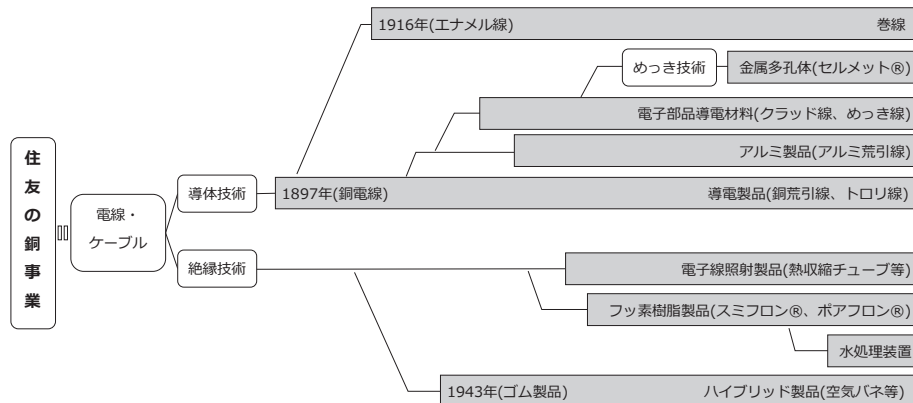 1916年(エナメル線) 巻線
めっき技術 金属多孔体(セルメット®)
電子部品導電材料(クラッド線、めっき線)
アルミ製品(アルミ荒引線)
住友の銅事業
電線・
ケーブル
導体技術
1897年(銅電線) 導電製品(銅荒引線、トロリ線)
絶縁技術
電子線照射製品(熱収縮チューブ等)
フッ素樹脂製品(スミフロン®、ポアフロン®)
水処理装置
1943年(ゴム製品) ハイブリッド製品(空気バネ等)